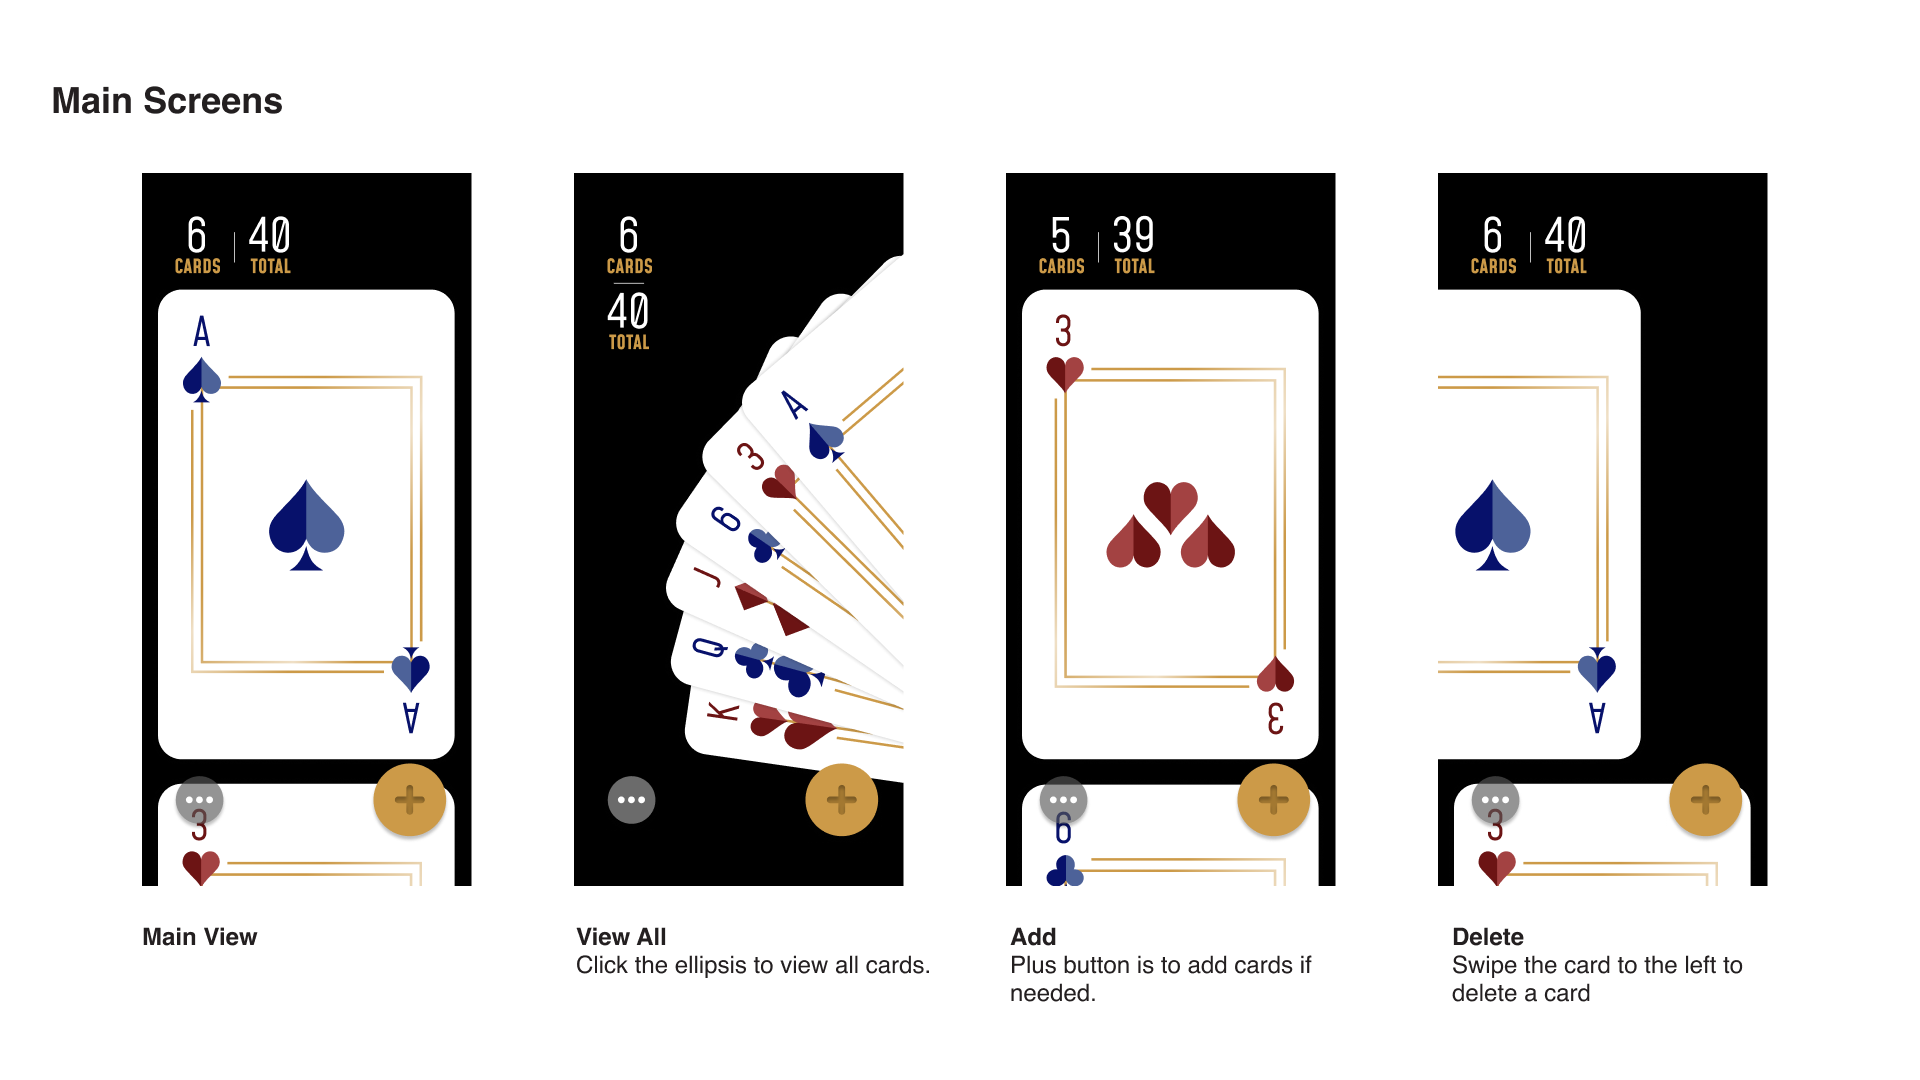 Main Screens
6 40
CARDS TOTAL
A
A
3
6
CARDS
40
TOTAL
A
3
6
J
Q
K
5 39
CARDS TOTAL
3
3
6
6 40
CARDS TOTAL
A
3
Main View
View All
Click the ellipsis to view all cards.
Add
Plus button is to add cards if
needed.
Delete
Swipe the card to the left to
delete a card